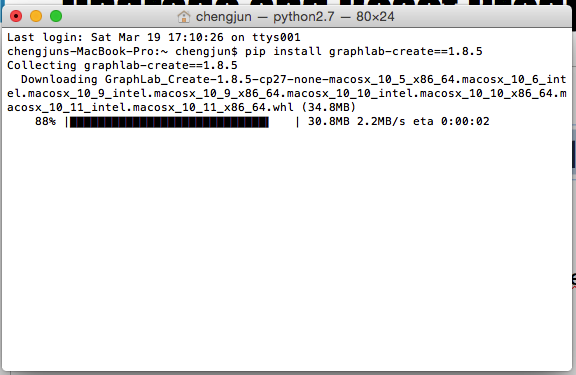 chengjun — python2.7 — 80×24
Last login: Sat Mar 19 17:10:26 on ttys001
chengjuns-MacBook-Pro:~ chengjun$ pip install graphlab-create==1.8.5
Collecting graphlab-create==1.8.5
  Downloading GraphLab_Create-1.8.5-cp27-none-macosx_10_5_x86_64.macosx_10_6_int
el.macosx_10_9_intel.macosx_10_9_x86_64.macosx_10_10_intel.macosx_10_10_x86_64.m
acosx_10_11_intel.macosx_10_11_x86_64.whl (34.8MB)
    88% |████████████████████████████    | 30.8MB 2.2MB/s eta 0:00:02